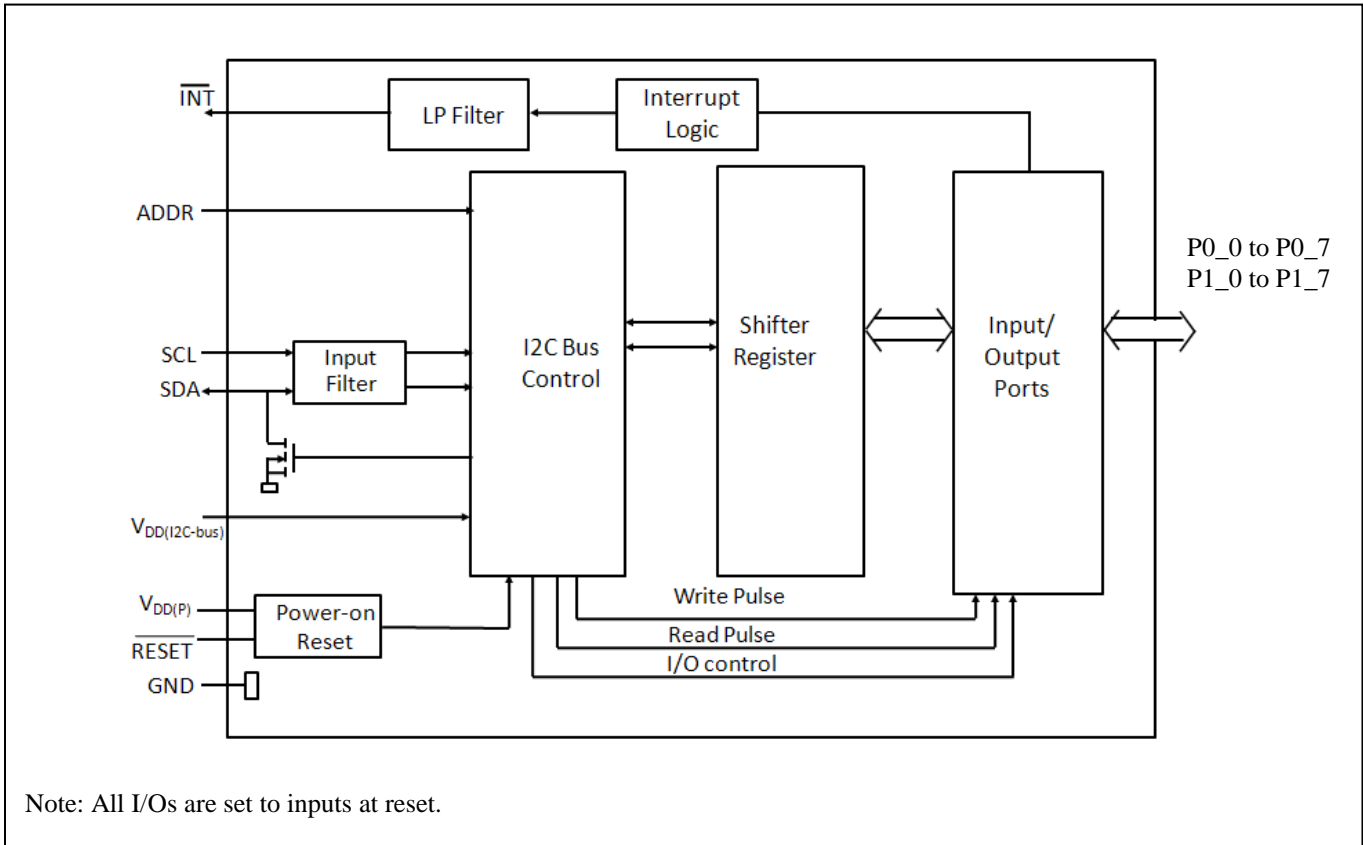 INT
LP Filter
Interrupt
Logic
ADDR
P0_0 to P0_7
P1_0 to P1_7
SCL
SDA
Input
Filter
I2C Bus
Control
Shifter
Register
Input/
Output
Ports
VDD(I2C-bus)
VDD(P)
RESET
GND
Power-on
Reset
Write Pulse
Read Pulse
I/O control
Note: All I/Os are set to inputs at reset.